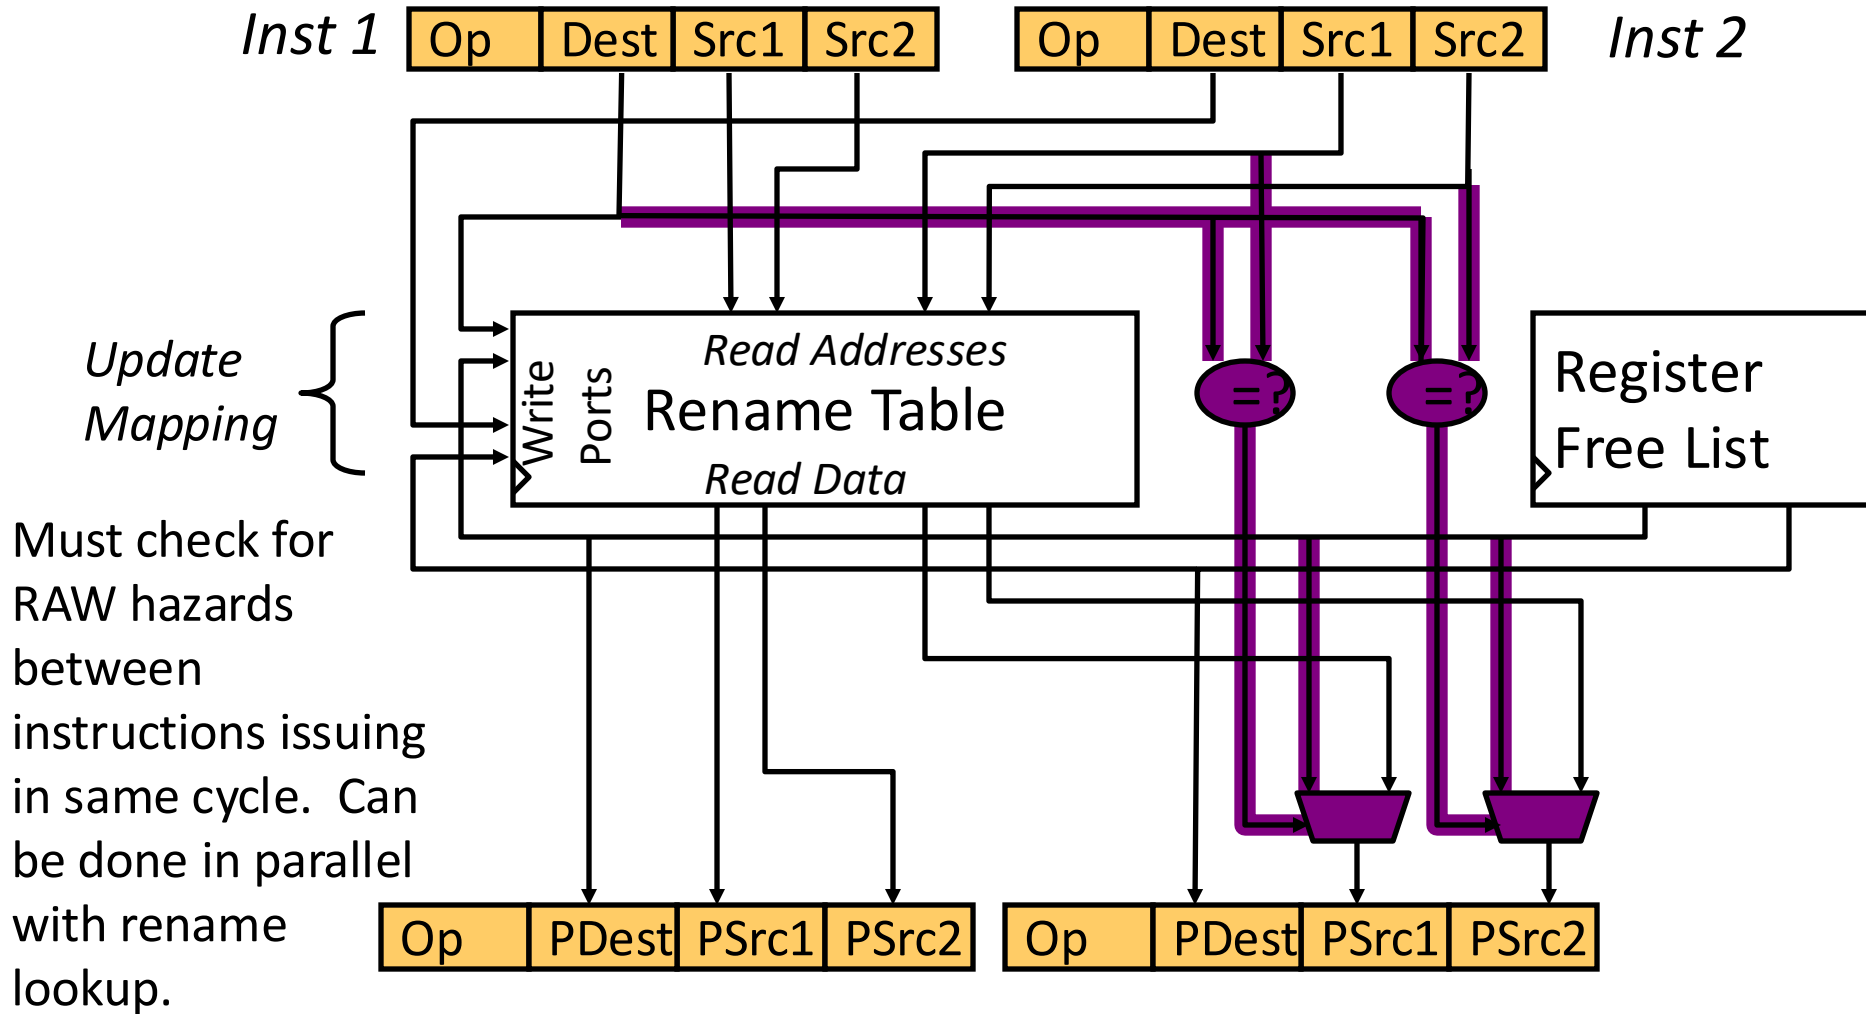 Inst 1
Op Dest Src1 Src2
Op Dest Src1 Src2
Inst 2
Update
Mapping
Write
Ports
Read Addresses
Rename Table
Read Data
=?
=?
Register
Free List
Must check for
RAW hazards
between
instructions issuing
in same cycle. Can
be done in parallel
with rename
lookup.
Op PDest PSrc1 PSrc2
Op PDest PSrc1 PSrc2